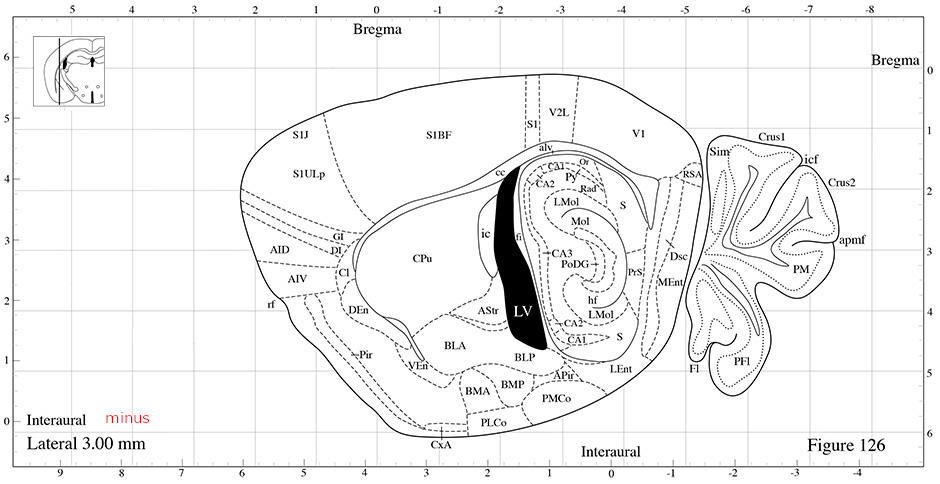 5 4 3 2 1 0 -1 -2 -3 -4 -5 -6 -7 -8
Bregma
Bregma
6 0
5 1
4 2
3 3
2 4
1 5
0 6
S1J S1BF S1 V2L V1
S1ULp
alv
cc CA1 Or
CA2 Py Rad
LMol S RSA
Mol
GI ic fi
AID DI CA3 Dsc
CPu PoDG
AIV Cl PrS MEnt
rf DEn AStr LV hf
LMol
CA2 S
BLA CA1
Pir BLP
VEn LEnt
BMA BMP APir
PMCo
PLCo
CxA
Sim Crus1
icf
Crus2
apmf
PM
Fl PFl
Interaural minus
Lateral 3.00 mm
Interaural
Figure 126
9 8 7 6 5 4 3 2 1 0 -1 -2 -3 -4